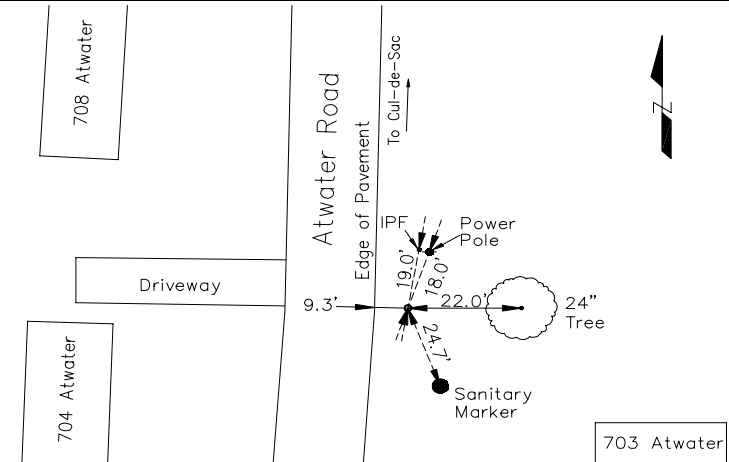 708 Atwater
Atwater Road
Edge of Pavement
To Cul-de-Sac
N
IPF
Power
Pole
19.0'
18.0'
Driveway
9.3'
22.0'
24"
Tree
24.7'
704 Atwater
Sanitary
Marker
703 Atwater